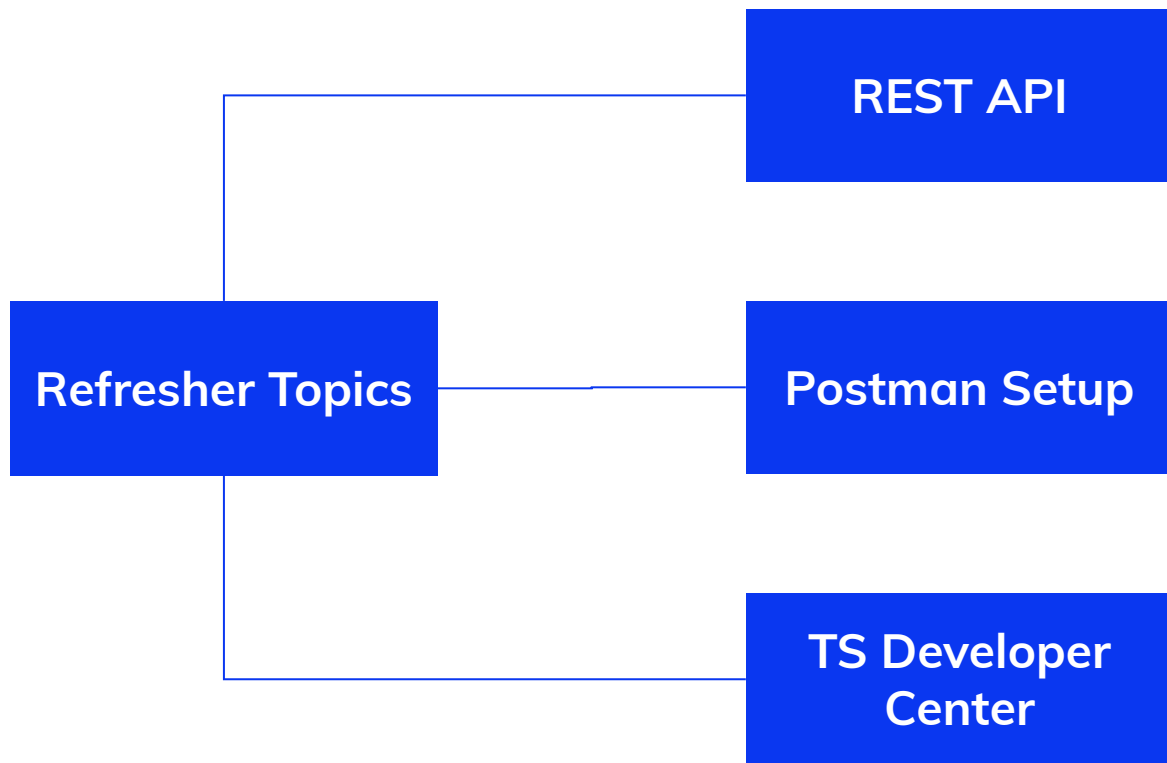 REST API
Refresher Topics
Postman Setup
TS Developer
Center